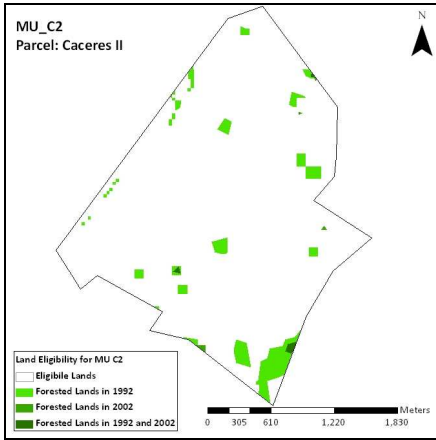 MU_C2
Parcel: Caceres II
N
Land Eligibility for MU C2
Eligibile Lands
Forested Lands in 1992
Forested Lands in 2002
Forested Lands in 1992 and 2002
Meters
0 305 610 1,220 1,830